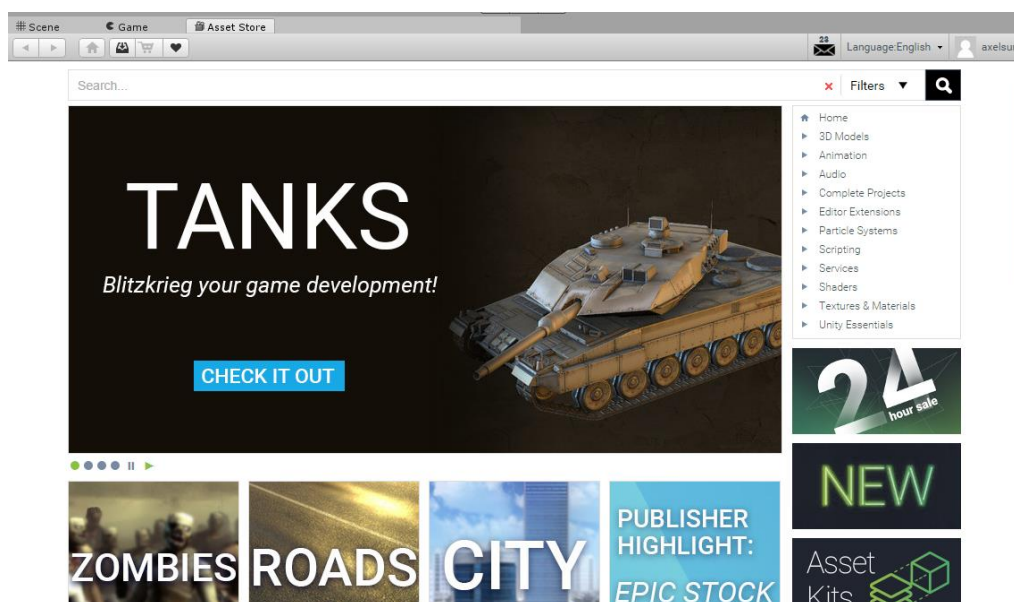 Scene
Game
Asset Store
Language:English
Search...
Filters
TANKS
Blitzkrieg your game development!
CHECK IT OUT
Home
3D Models
Animation
Audio
Complete Projects
Editor Extensions
Particle Systems
Scripting
Services
Shaders
Textures & Materials
Unity Essentials
24
hour sale
NEW
ZOMBIES
ROADS
CITY
PUBLISHER
HIGHLIGHT:
EPIC STOCK
Asset
Kits